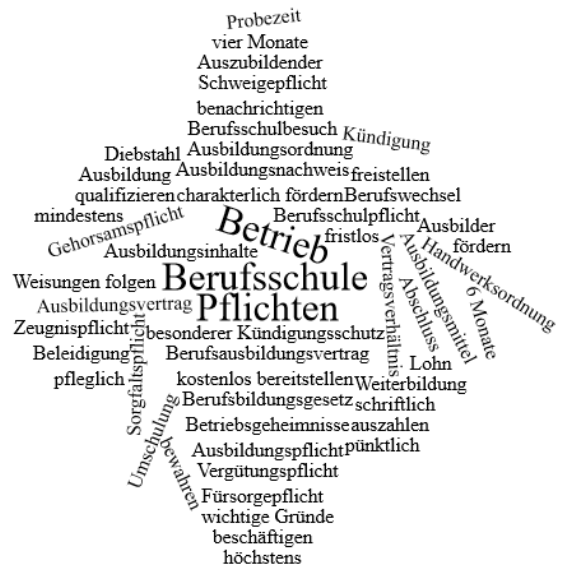 Probezeit
vier Monate
Auszubildender
Schweigepflicht
benachrichtigen
Berufsschulbesuch
Kündigung
Diebstahl
Ausbildungsordnung
Ausbildung
Ausbildungsnachweis
freistellen
qualifizieren
charakterlich fördern
Berufswechsel
mindestens
Gehorsamspflicht
Betrieb
Berufsschulpflicht
Ausbilder
fristlos
fördern
Ausbildungsinhalte
Vertragsverhältnis
Ausbildungsmittel
Handwerksordnung
Weisungen folgen
Berufsschule
Abschluss
6 Monate
Ausbildungsvertrag
Pflichten
Zeugnispflicht
besonderer Kündigungsschutz
Beleidigung
Sorgfaltspflicht
Berufsausbildungsvertrag
Lohn
pfleglich
kostenlos bereitstellen
Weiterbildung
Umschulung
Berufsbildungsgesetz
schriftlich
Betriebsgeheimnisse
auszahlen
bewahren
Ausbildungspflicht
pünktlich
Vergütungspflicht
Fürsorgepflicht
wichtige Gründe
beschäftigen
höchstens